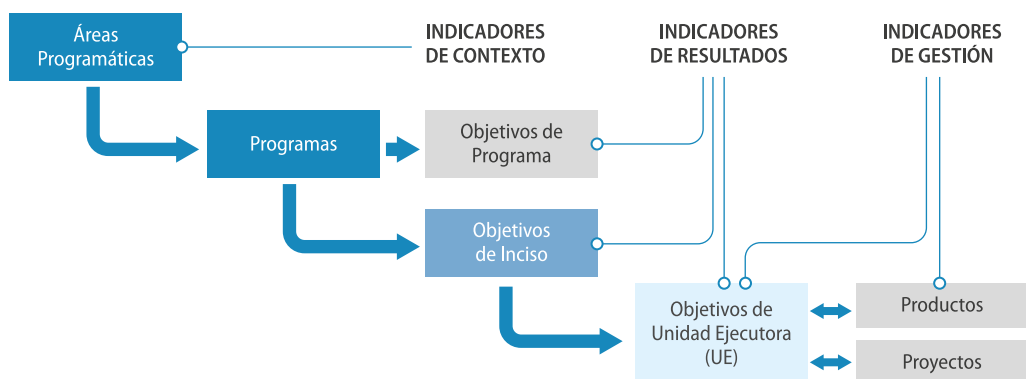 Áreas
Programáticas
INDICADORES
DE CONTEXTO
INDICADORES
DE RESULTADOS
INDICADORES
DE GESTIÓN
Programas
Objetivos de
Programa
Objetivos
de Inciso
Objetivos de
Unidad Ejecutora
(UE)
Productos
Proyectos